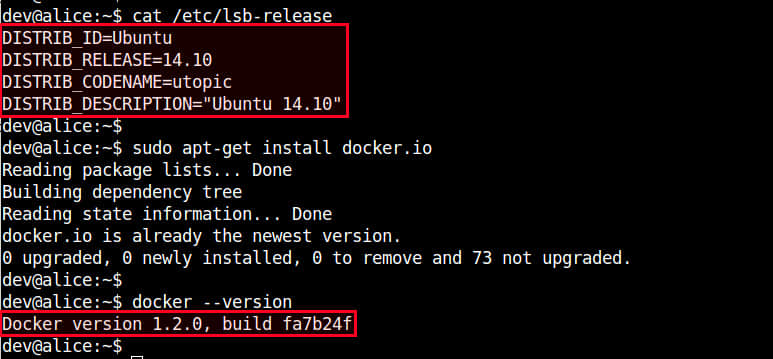 dev@alice:~$ cat /etc/lsb-release
DISTRIB_ID=Ubuntu
DISTRIB_RELEASE=14.10
DISTRIB_CODENAME=utopic
DISTRIB_DESCRIPTION="Ubuntu 14.10"
dev@alice:~$
dev@alice:~$ sudo apt-get install docker.io
Reading package lists... Done
Building dependency tree
Reading state information... Done
docker.io is already the newest version.
0 upgraded, 0 newly installed, 0 to remove and 73 not upgraded.
dev@alice:~$
dev@alice:~$ docker --version
Docker version 1.2.0, build fa7b24f
dev@alice:~$